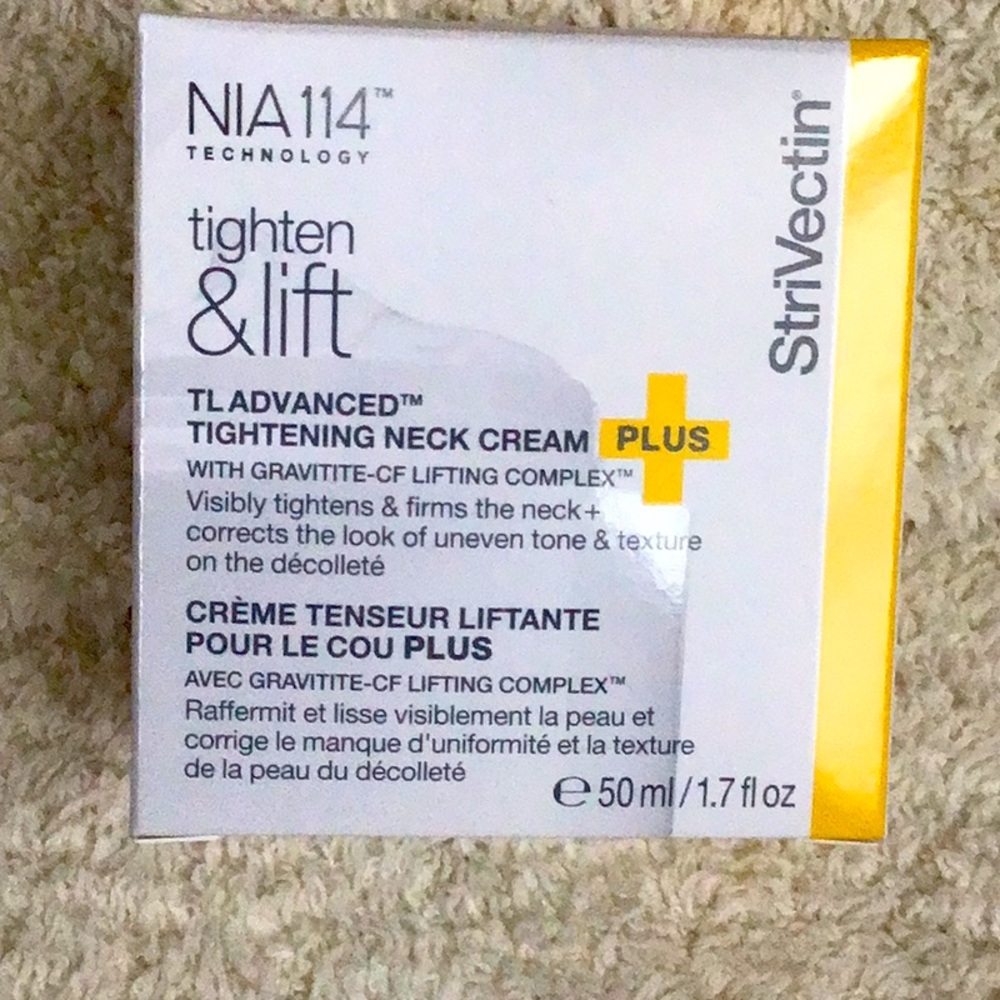 NIA 114™
TECHNOLOGY
StriVectin®
tighten
&lift
TL ADVANCED™
TIGHTENING NECK CREAM PLUS
WITH GRAVITITE-CF LIFTING COMPLEX™
Visibly tightens & firms the neck+
corrects the look of uneven tone & texture
on the décolleté
CRÈME TENSEUR LIFTANTE
POUR LE COU PLUS
AVEC GRAVITITE-CF LIFTING COMPLEX™
Raffermit et lisse visiblement la peau et
corrige le manque d'uniformité et la texture
de la peau du décolleté
℮ 50 ml / 1.7 fl oz